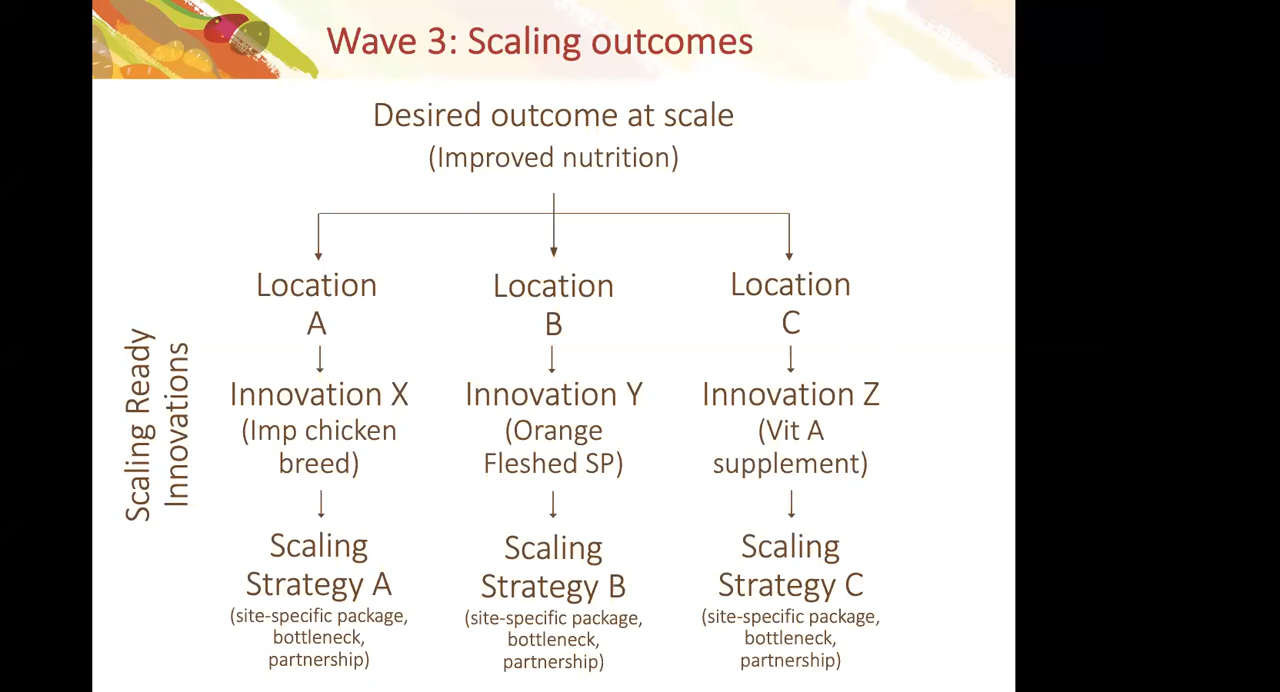 Wave 3: Scaling outcomes
Desired outcome at scale
(Improved nutrition)
Scaling Ready
Innovations
Location
A
Innovation X
(Imp chicken
breed)
Scaling
Strategy A
(site-specific package,
bottleneck,
partnership)
Location
B
Innovation Y
(Orange
Fleshed SP)
Scaling
Strategy B
(site-specific package,
bottleneck,
partnership)
Location
C
Innovation Z
(Vit A
supplement)
Scaling
Strategy C
(site-specific package,
bottleneck,
partnership)